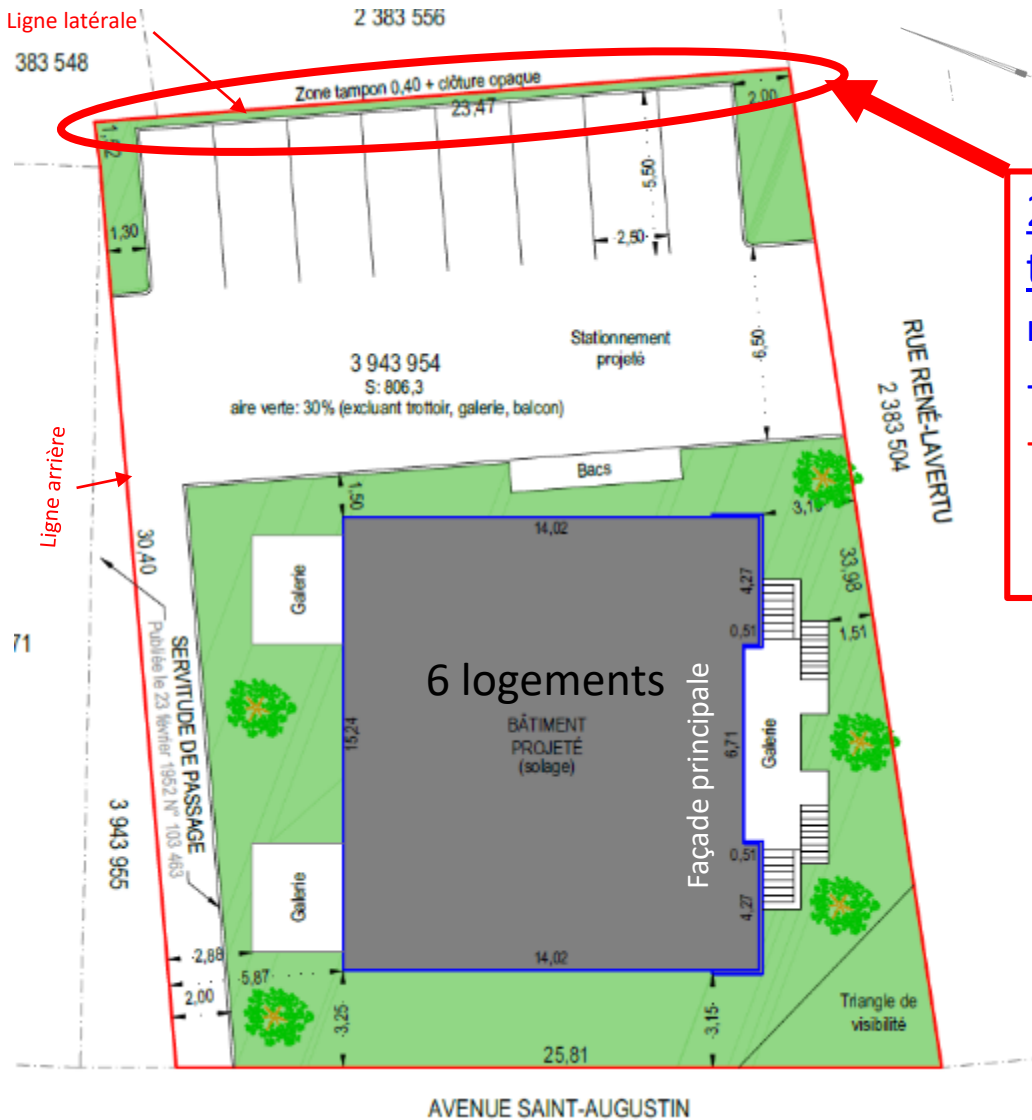 Ligne latérale
2 383 556
383 548
Zone tampon 0,40 + clôture opaque
23,47
2,00
1,30
5,50
2,50
6,50
Stationnement
projeté
3 943 954
S: 806,3
aire verte: 30% (excluant trottoir, galerie, balcon)
RUE RENÉ-LAVERTU
2 383 504
Ligne arrière
Bacs
1,50
14,02
30,40
33,98
Galerie
4,27
0,51
1,51
71
6 logements
BÂTIMENT
PROJETÉ
(solage)
15,24
Façade principale
6,71
Galerie
SERVITUDE DE PASSAGE
Publiée le 23 février 1952 N° 103 463
3 943 955
Galerie
0,51
4,27
14,02
2,88
5,87
2,00
3,25
3,15
Triangle de
visibilité
25,81
AVENUE SAINT-AUGUSTIN